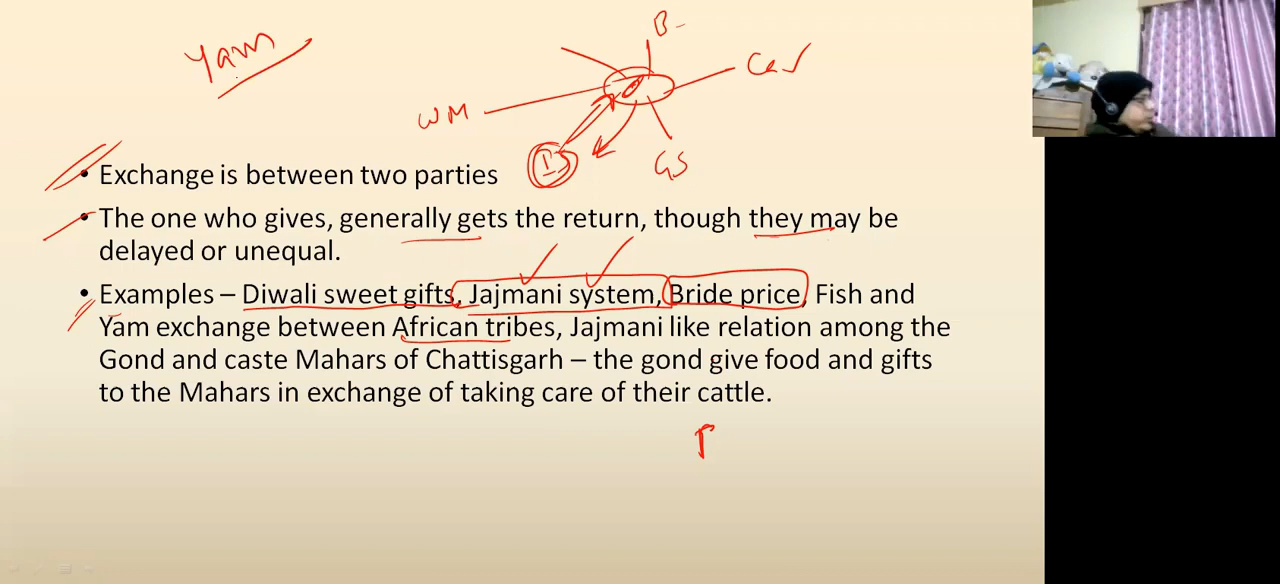 Yam
B-
WM
GS
• Exchange is between two parties
• The one who gives, generally gets the return, though they may be
delayed or unequal.
• Examples – Diwali sweet gifts, Jajmani system, Bride price, Fish and
Yam exchange between African tribes, Jajmani like relation among the
Gond and caste Mahars of Chattisgarh – the gond give food and gifts
to the Mahars in exchange of taking care of their cattle.